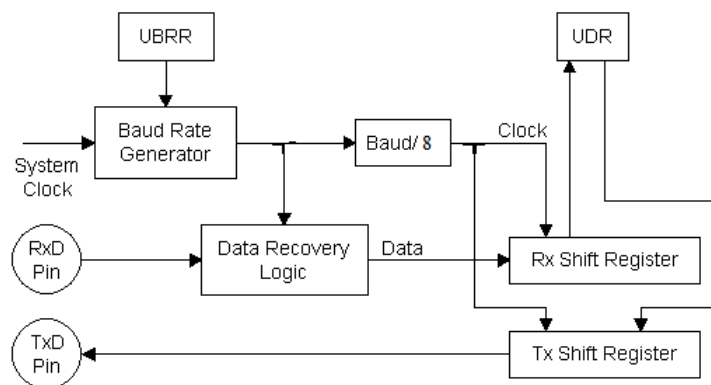 UBRR
UDR
Baud Rate
Generator
Baud/ 8
Clock
System
Clock
RxD
Pin
Data Recovery
Logic
Data
Rx Shift Register
TxD
Pin
Tx Shift Register